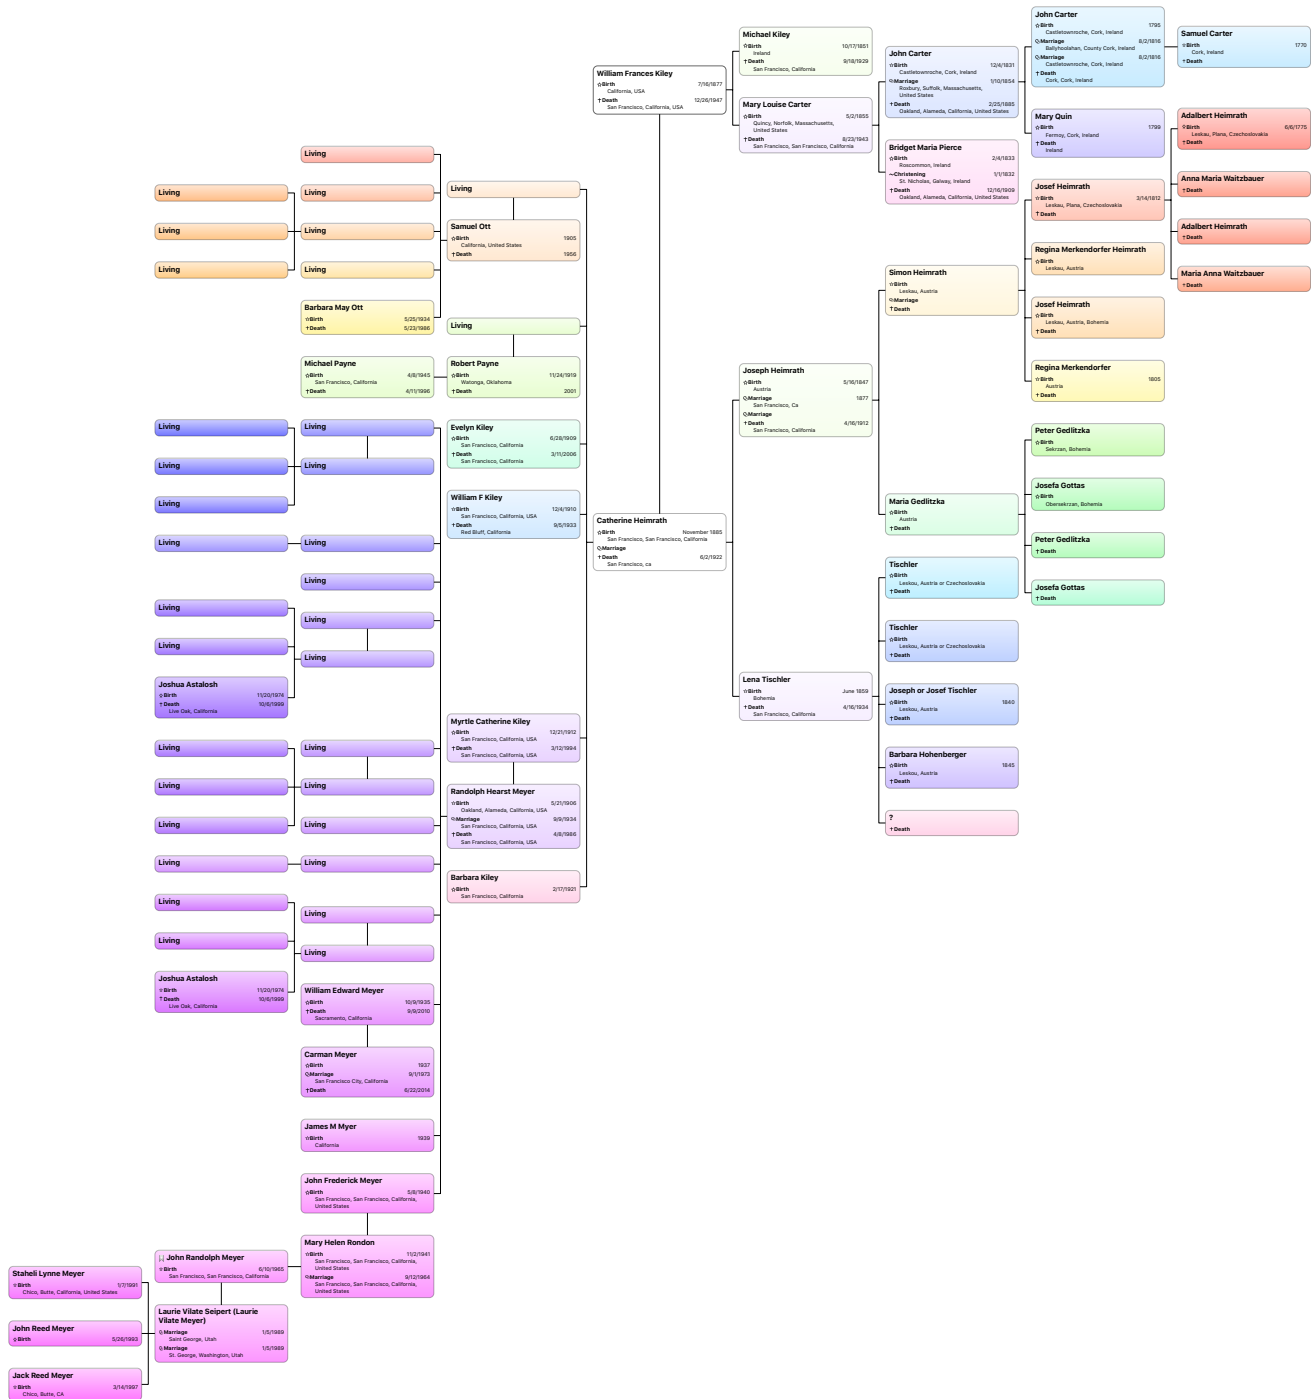 John Carter
☆Birth 1795
Castletownroche, Cork, Ireland
Marriage 8/2/1816
Ballyhoolahan, County Cork, Ireland
Marriage 8/2/1816
Castletownroche, Cork, Ireland
†Death
Cork, Cork, Ireland
Samuel Carter
☆Birth 1770
Cork, Ireland
†Death
Michael Kiley
☆Birth 10/17/1851
Ireland
†Death 9/18/1929
San Francisco, California
John Carter
☆Birth 12/4/1831
Castletownroche, Cork, Ireland
Marriage 1/10/1854
Roxbury, Suffolk, Massachusetts,
United States
†Death 2/25/1885
Oakland, Alameda, California, United States
William Frances Kiley
☆Birth 7/16/1877
California, USA
†Death 12/26/1947
San Francisco, California, USA
Mary Louise Carter
☆Birth 5/2/1855
Quincy, Norfolk, Massachusetts,
United States
†Death 8/23/1943
San Francisco, San Francisco, California
Mary Quin
☆Birth 1799
Fermoy, Cork, Ireland
†Death
Ireland
Adalbert Heimrath
☆Birth 6/6/1775
Leskau, Plana, Czechoslovakia
†Death
Bridget Maria Pierce
☆Birth 2/4/1833
Roscommon, Ireland
~Christening 1/1/1832
St. Nicholas, Galway, Ireland
†Death 12/16/1909
Oakland, Alameda, California, United States
Anna Maria Waitzbauer
†Death
Josef Heimrath
☆Birth 3/14/1812
Leskau, Plana, Czechoslovakia
†Death
Adalbert Heimrath
†Death
Regina Merkendorfer Heimrath
☆Birth
Leskau, Austria
Maria Anna Waitzbauer
†Death
Simon Heimrath
☆Birth
Leskau, Austria
Marriage
†Death
Josef Heimrath
☆Birth
Leskau, Austria, Bohemia
†Death
Regina Merkendorfer
☆Birth 1805
Austria
†Death
Joseph Heimrath
☆Birth 5/16/1847
Austria
Marriage 1877
San Francisco, Ca
Marriage
†Death 4/16/1912
San Francisco, California
Peter Gedlitzka
☆Birth
Sekrzan, Bohemia
Josefa Gottas
☆Birth
Obersekrzan, Bohemia
Maria Gedlitzka
☆Birth
Austria
†Death
Peter Gedlitzka
†Death
Josefa Gottas
†Death
Catherine Heimrath
☆Birth November 1885
San Francisco, San Francisco, California
Marriage
†Death 6/2/1922
San Francisco, ca
Tischler
☆Birth
Leskou, Austria or Czechoslovakia
†Death
Tischler
☆Birth
Leskou, Austria or Czechoslovakia
†Death
Lena Tischler
☆Birth June 1859
Bohemia
†Death 4/16/1934
San Francisco, California
Joseph or Josef Tischler
☆Birth 1840
Leskou, Austria
†Death
Barbara Hohenberger
☆Birth 1845
Leskou, Austria
†Death
?
†Death
Living
Living
Living
Living
Living
Living
Living
Living
Samuel Ott
☆Birth 1905
California, United States
†Death 1956
Barbara May Ott
☆Birth 5/25/1934
†Death 5/23/1986
Living
Michael Payne
☆Birth 4/8/1945
San Francisco, California
†Death 4/11/1996
Robert Payne
☆Birth 11/24/1919
Watonga, Oklahoma
†Death 2001
Evelyn Kiley
☆Birth 6/28/1909
San Francisco, California
†Death 3/11/2006
San Francisco, California
William F Kiley
☆Birth 12/4/1910
San Francisco, California, USA
†Death 9/5/1933
Red Bluff, California
Living
Living
Living
Living
Living
Living
Living
Living
Living
Living
Living
Living
Joshua Astalosh
☆Birth 11/20/1974
†Death 10/6/1999
Live Oak, California
Myrtle Catherine Kiley
☆Birth 12/21/1912
San Francisco, California, USA
†Death 3/12/1994
San Francisco, California, USA
Randolph Hearst Meyer
☆Birth 5/21/1906
Oakland, Alameda, California, USA
Marriage 9/9/1934
San Francisco, California, USA
†Death 4/8/1986
San Francisco, California, USA
Barbara Kiley
☆Birth 2/17/1921
San Francisco, California
Living
Living
Living
Living
Living
Living
Living
Living
Living
Living
Living
Living
Joshua Astalosh
☆Birth 11/20/1974
†Death 10/6/1999
Live Oak, California
William Edward Meyer
☆Birth 10/9/1935
†Death 9/9/2010
Sacramento, California
Carman Meyer
☆Birth 1937
Marriage 9/1/1973
San Francisco City, California
†Death 6/22/2014
James M Myer
☆Birth 1939
California
John Frederick Meyer
☆Birth 5/8/1940
San Francisco, San Francisco, California,
United States
Mary Helen Rondon
☆Birth 11/2/1941
San Francisco, San Francisco, California,
United States
Marriage 9/12/1964
San Francisco, San Francisco, California,
United States
John Randolph Meyer
☆Birth 6/10/1965
San Francisco, San Francisco, California
Laurie Vilate Seipert (Laurie
Vilate Meyer)
Marriage 1/5/1989
Saint George, Utah
Marriage 1/5/1989
St. George, Washington, Utah
Staheli Lynne Meyer
☆Birth 1/7/1991
Chico, Butte, California, United States
John Reed Meyer
☆Birth 5/26/1993
Jack Reed Meyer
☆Birth 3/14/1997
Chico, Butte, CA